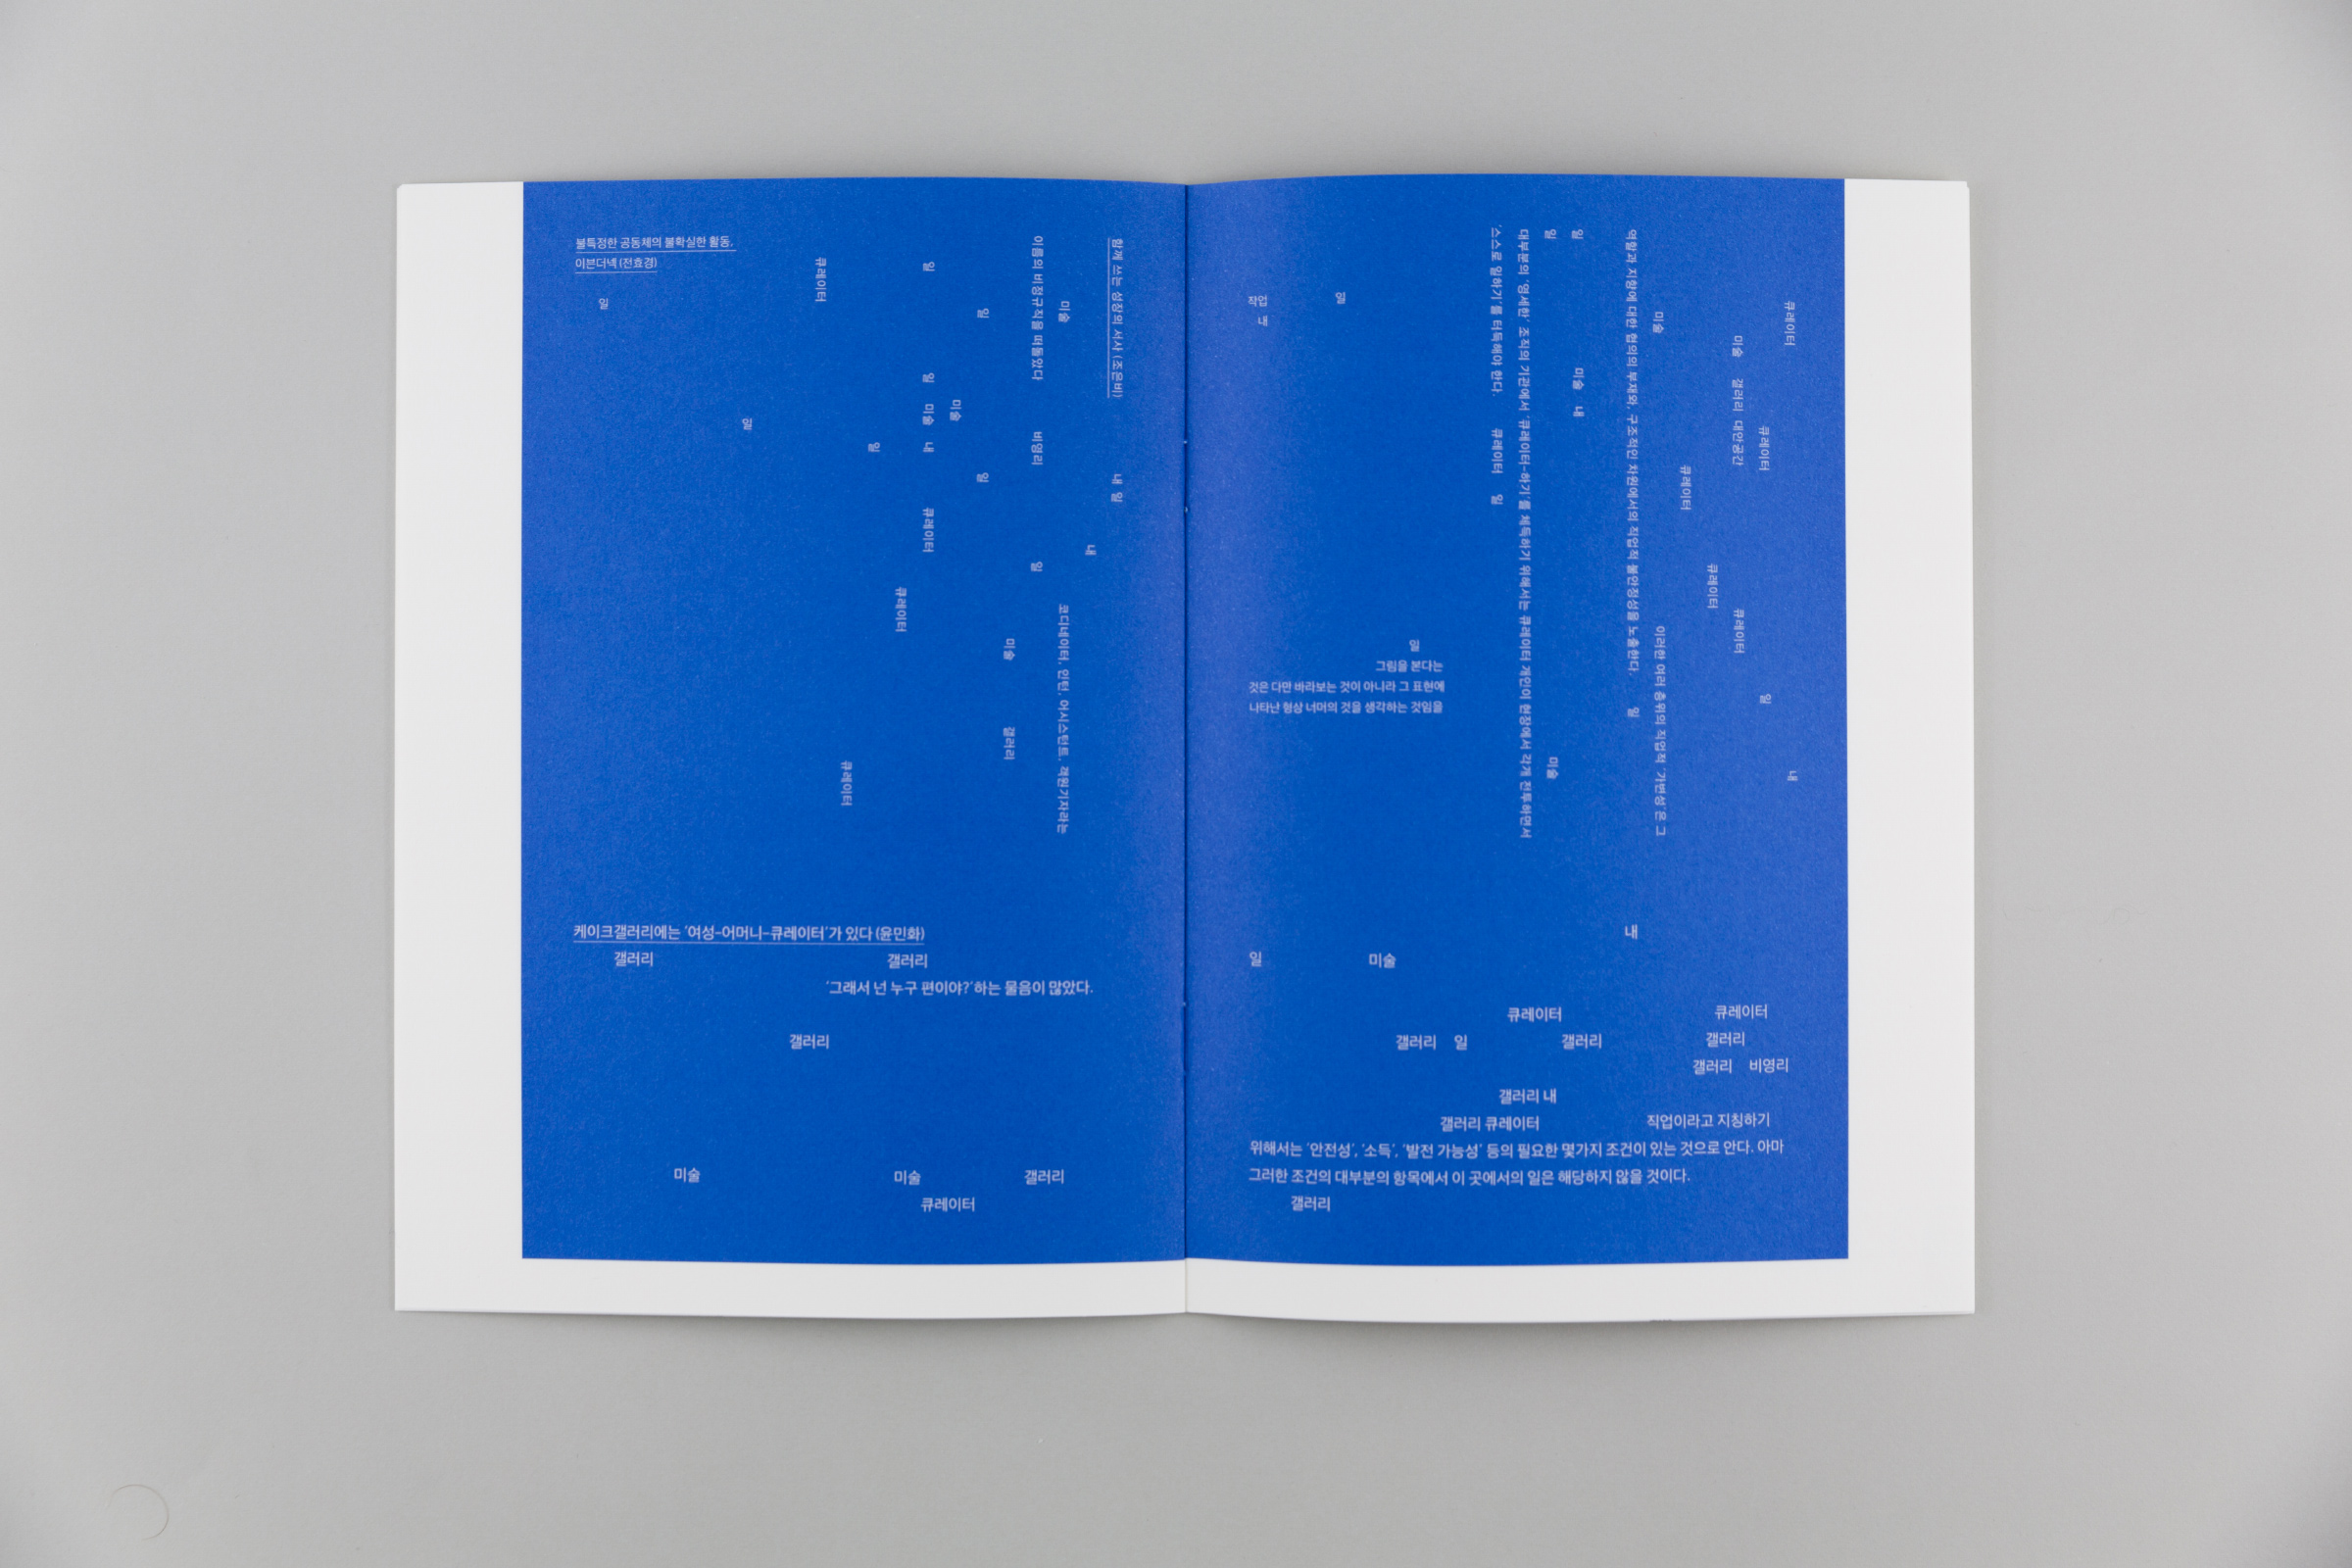 불특정한 공동체의 불확실한 활동,
이븐더넥 (전효경)
일
일
큐레이터
큐레이터
일
큐레이터
일 일 미술 내 큐레이터
미술
일 일
미술 갤러리
이름의 비정규직을 떠돌았다 비영리 일
미술 코디네이터, 인턴, 어시스턴트, 객원기자라는
내
함께 쓰는 성장의 서사 (조은비) 내 일
케이크갤러리에는 '여성-어머니-큐레이터'가 있다 (윤민화)
갤러리 갤러리
'그래서 넌 누구 편이야?'하는 물음이 많았다.
갤러리
미술 미술 갤러리
큐레이터
작업 일
내
일
그림을 본다는
것은 다만 바라보는 것이 아니라 그 표현에
나타난 형상 너머의 것을 생각하는 것임을
큐레이터 내
큐레이터 일
미술 갤러리 대안공간 큐레이터
큐레이터
큐레이터
미술 이러한 여러 층위의 직업적 '가변성'은 그
역할과 지향에 대한 협의의 부재와, 구조적인 차원에서의 직업적 불안정성을 노출한다. 일
일 미술 내
일 미술
대부분의 '영세한' 조직의 기관에서 '큐레이터-하기'를 체득하기 위해서는 큐레이터 개인이 현장에서 각개 전투하면서
'스스로 일하기'를 터득해야 한다. 큐레이터 일
내
일 미술
큐레이터 큐레이터
갤러리 일 갤러리 갤러리
갤러리 비영리
갤러리 내
갤러리 큐레이터 직업이라고 지칭하기
위해서는 '안전성', '소득', '발전 가능성' 등의 필요한 몇가지 조건이 있는 것으로 안다. 아마
그러한 조건의 대부분의 항목에서 이 곳에서의 일은 해당하지 않을 것이다.
갤러리